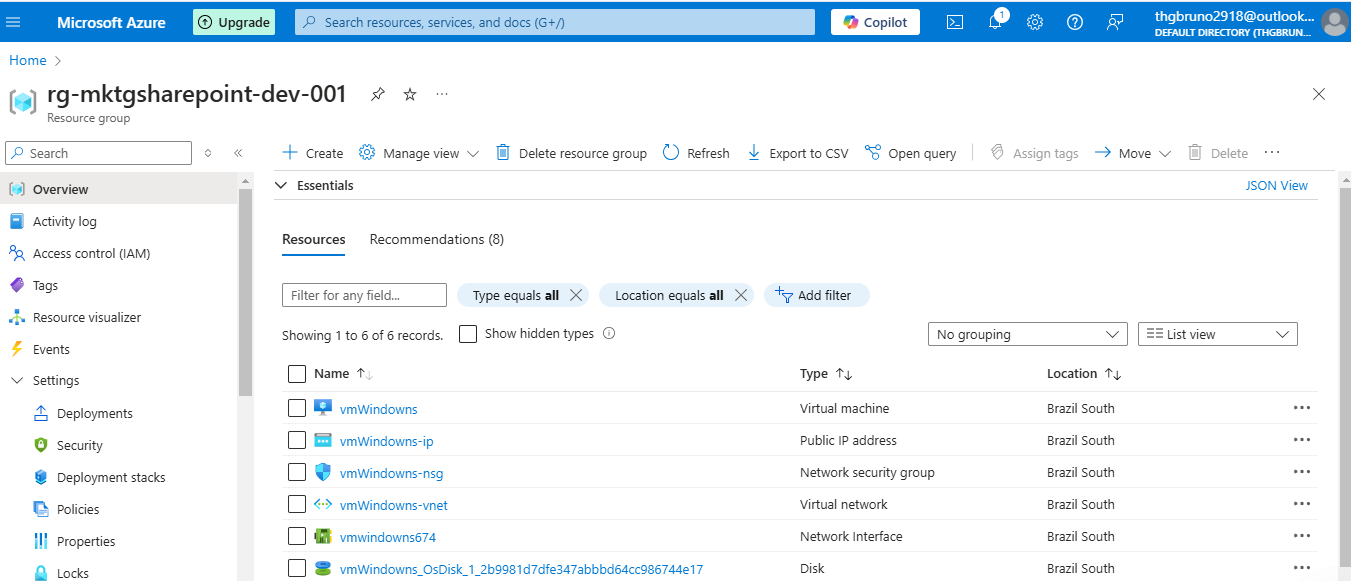 Microsoft Azure
Upgrade
Search resources, services, and docs (G+/)
Copilot
1
thgbruno2918@outlook...
DEFAULT DIRECTORY (THGBRUN...
Home
rg-mktgsharepoint-dev-001
...
Resource group
Search
Create
Manage view
Delete resource group
Refresh
Export to CSV
Open query
Assign tags
Move
Delete
...
Overview
Essentials
JSON View
Activity log
Access control (IAM)
Resources
Recommendations (8)
Tags
Filter for any field...
Type equals all
Location equals all
Add filter
Resource visualizer
Showing 1 to 6 of 6 records.
Show hidden types
No grouping
List view
Events
Settings
Name
Type
Location
Deployments
vmWindowns
Virtual machine
Brazil South
Security
vmWindowns-ip
Public IP address
Brazil South
Deployment stacks
vmWindowns-nsg
Network security group
Brazil South
Policies
vmWindowns-vnet
Virtual network
Brazil South
Properties
vmwindowns674
Network Interface
Brazil South
Locks
vmWindowns_OsDisk_1_2b9981d7dfe347abbbd64cc986744e17
Disk
Brazil South